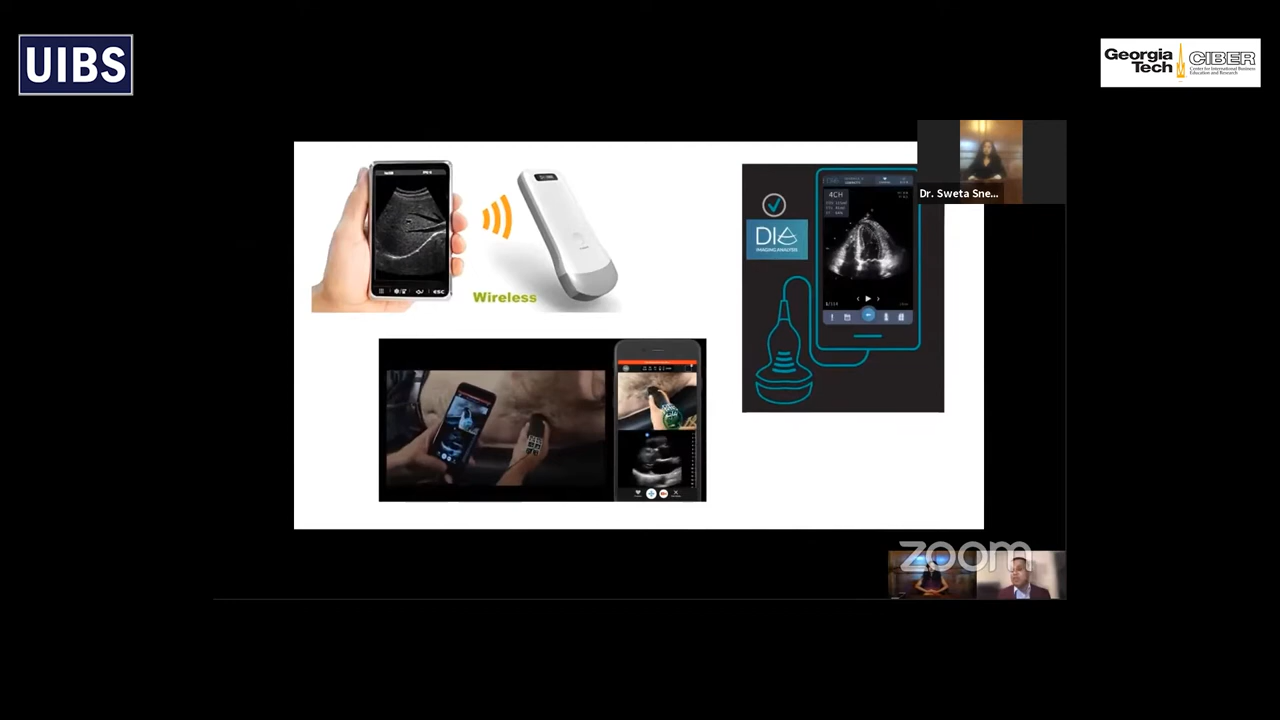 UIBS
Georgia
Tech
CIBER
Center for International Business
Education and Research
Dr. Sweta Sne...
Wireless
ESC
4CH
DiA
IMAGING ANALYSIS
zoom